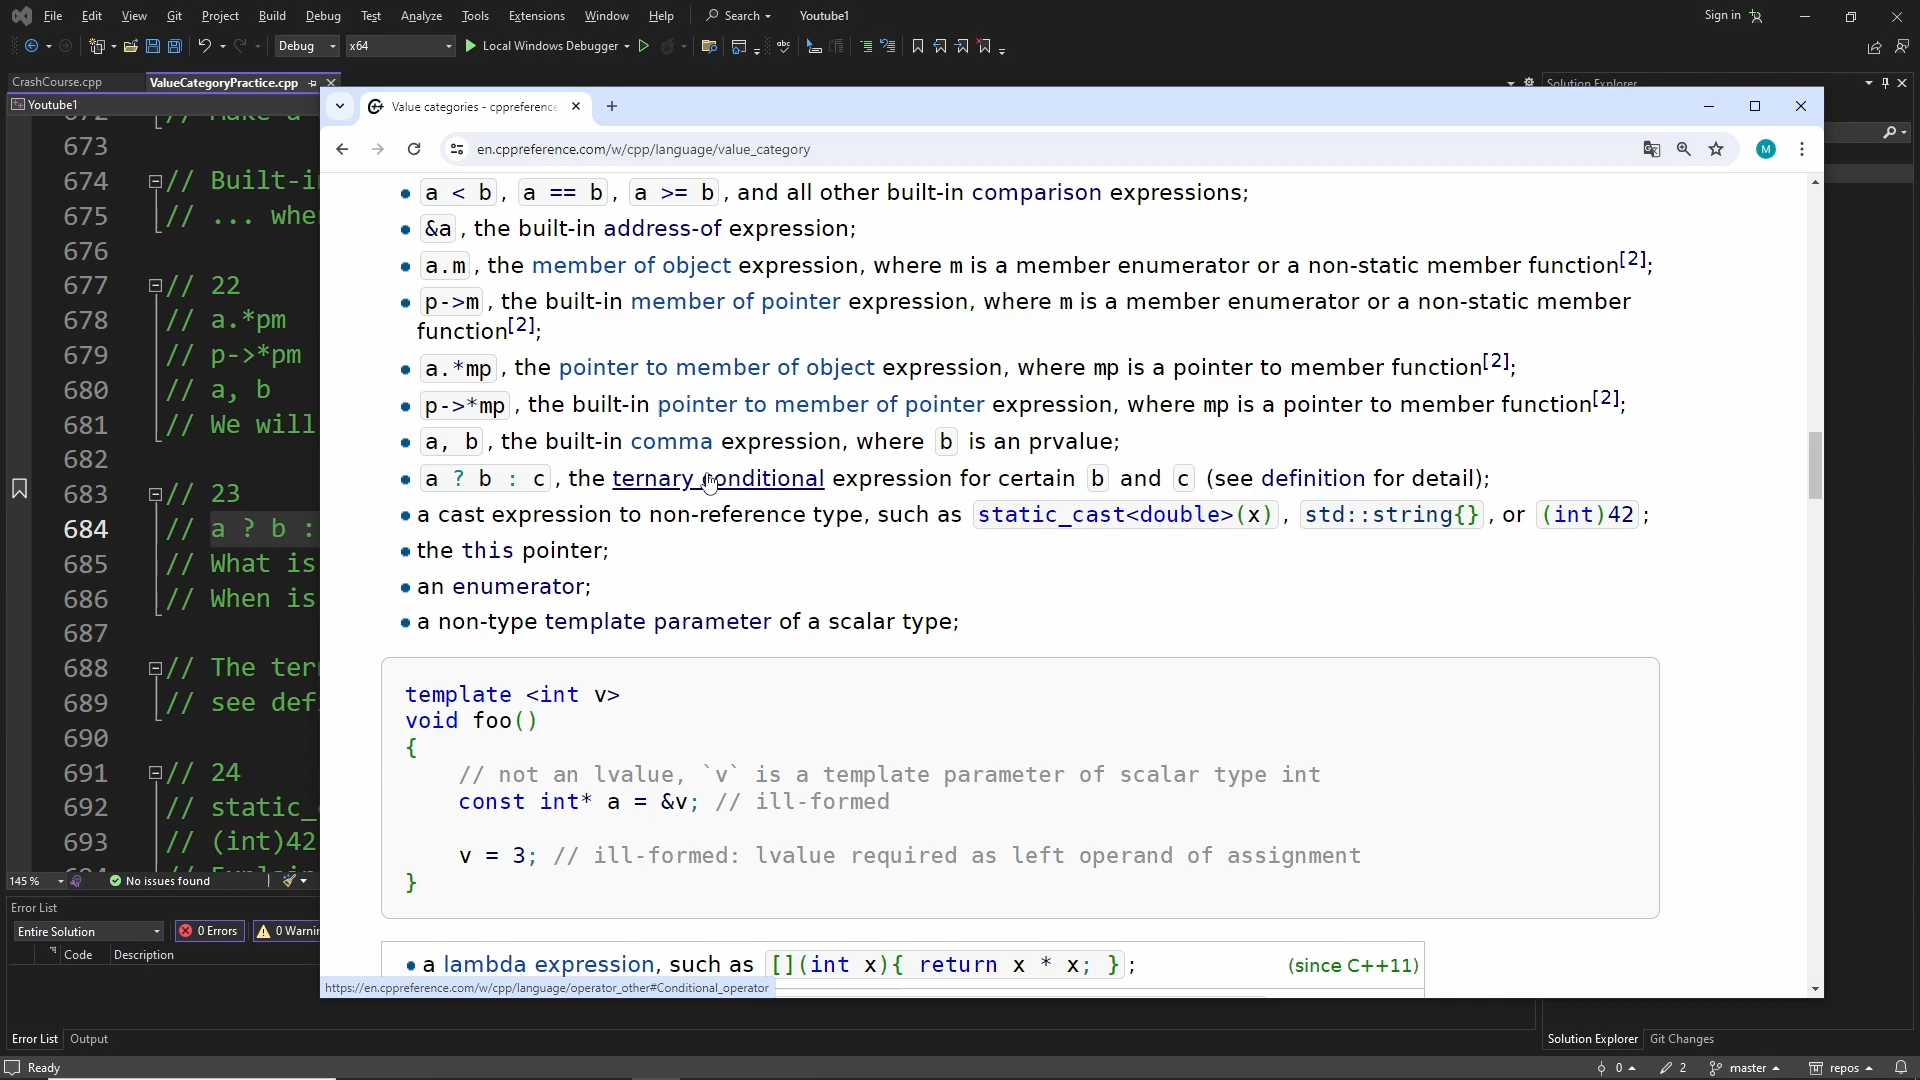 File Edit View Git Project Build Debug Test Analyze Tools Extensions Window Help Search Youtube1 Sign in
Debug x64 Local Windows Debugger
CrashCourse.cpp ValueCategoryPractice.cpp Solution Explorer
Youtube1
Value categories - cppreference
en.cppreference.com/w/cpp/language/value_category M
673
674 // Built-i
675 // ... whe
676
677 // 22
678 // a.*pm
679 // p->*pm
680 // a, b
681 // We will
682
683 // 23
684 // a ? b :
685 // What is
686 // When is
687
688 // The ter
689 // see def
690
691 // 24
692 // static_
693 // (int)42
a < b, a == b, a >= b, and all other built-in comparison expressions;
&a, the built-in address-of expression;
a.m, the member of object expression, where m is a member enumerator or a non-static member function[2];
p->m, the built-in member of pointer expression, where m is a member enumerator or a non-static member
function[2];
a.*mp, the pointer to member of object expression, where mp is a pointer to member function[2];
p->*mp, the built-in pointer to member of pointer expression, where mp is a pointer to member function[2];
a, b, the built-in comma expression, where b is an prvalue;
a ? b : c, the ternary conditional expression for certain b and c (see definition for detail);
a cast expression to non-reference type, such as static_cast<double>(x), std::string{}, or (int)42;
the this pointer;
an enumerator;
a non-type template parameter of a scalar type;
template <int v>
void foo()
{
// not an lvalue, `v` is a template parameter of scalar type int
const int* a = &v; // ill-formed
v = 3; // ill-formed: lvalue required as left operand of assignment
}
a lambda expression, such as [](int x){ return x * x; }; (since C++11)
https://en.cppreference.com/w/cpp/language/operator_other#Conditional_operator
145 % No issues found
Error List
Entire Solution 0 Errors 0 Warnin
Code Description
Error List Output Solution Explorer Git Changes
Ready 0 2 master repos